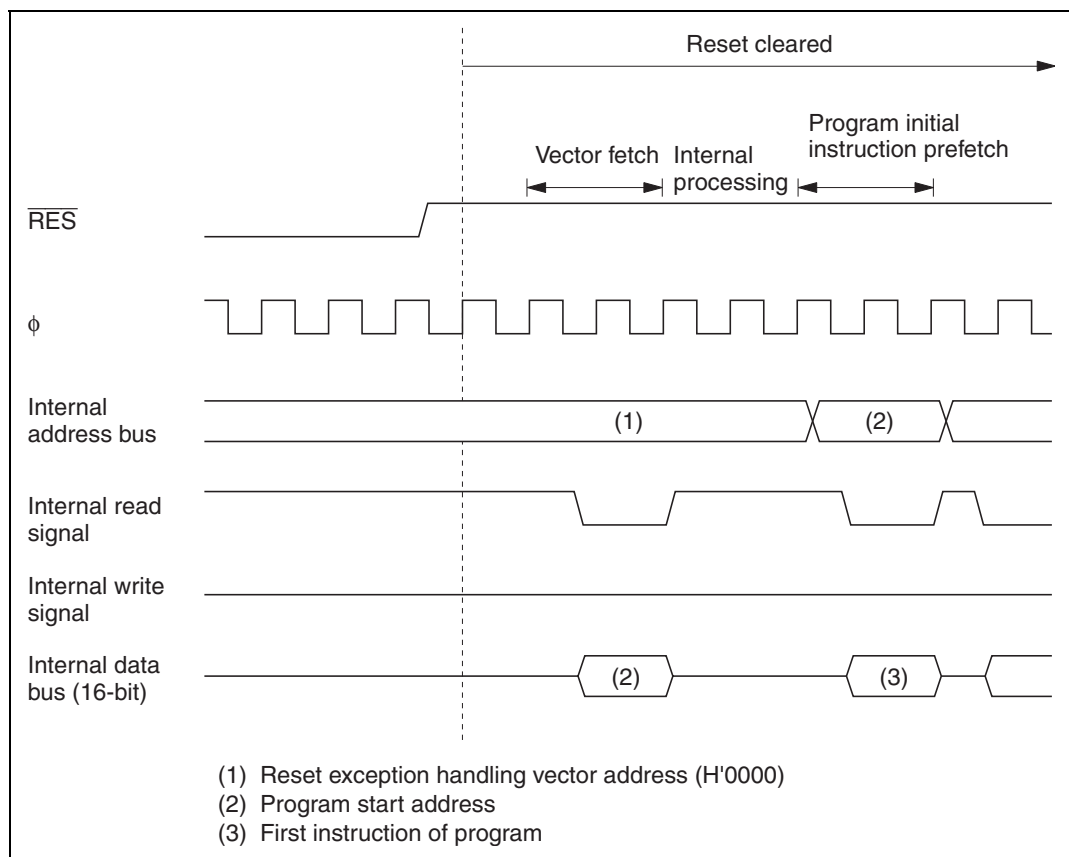 Reset cleared
Vector fetch
Internal
processing
Program initial
instruction prefetch
RES
ϕ
Internal
address bus
(1)
(2)
Internal read
signal
Internal write
signal
Internal data
bus (16-bit)
(2)
(3)
(1) Reset exception handling vector address (H'0000)
(2) Program start address
(3) First instruction of program